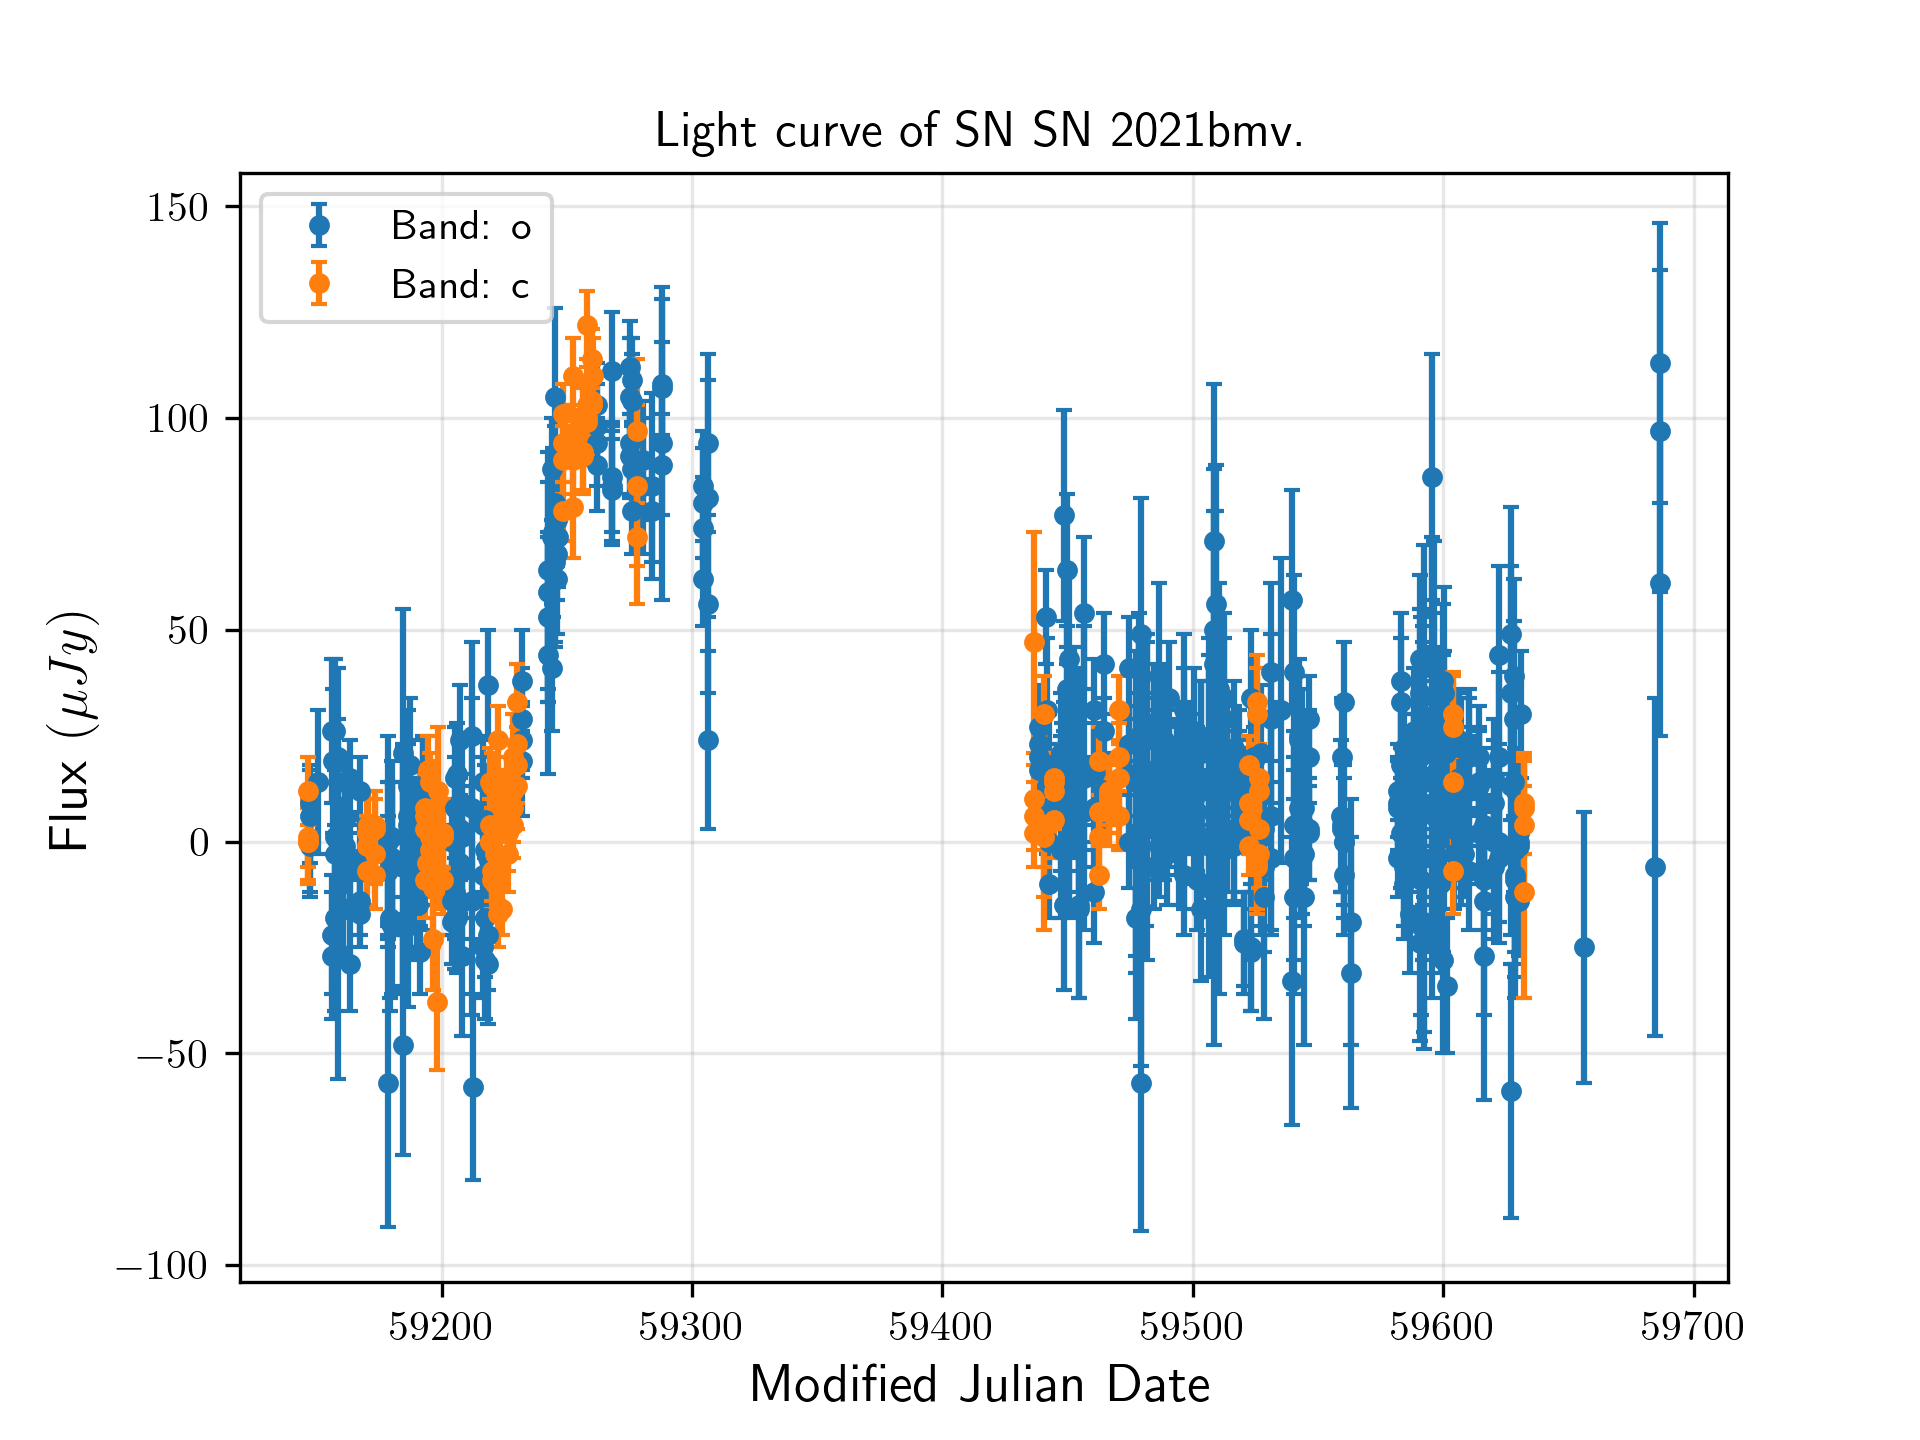 Light curve of SN SN 2021bmv.
Band: o
Band: c
150
100
50
0
−50
−100
Flux (μJy)
59200 59300 59400 59500 59600 59700
Modified Julian Date